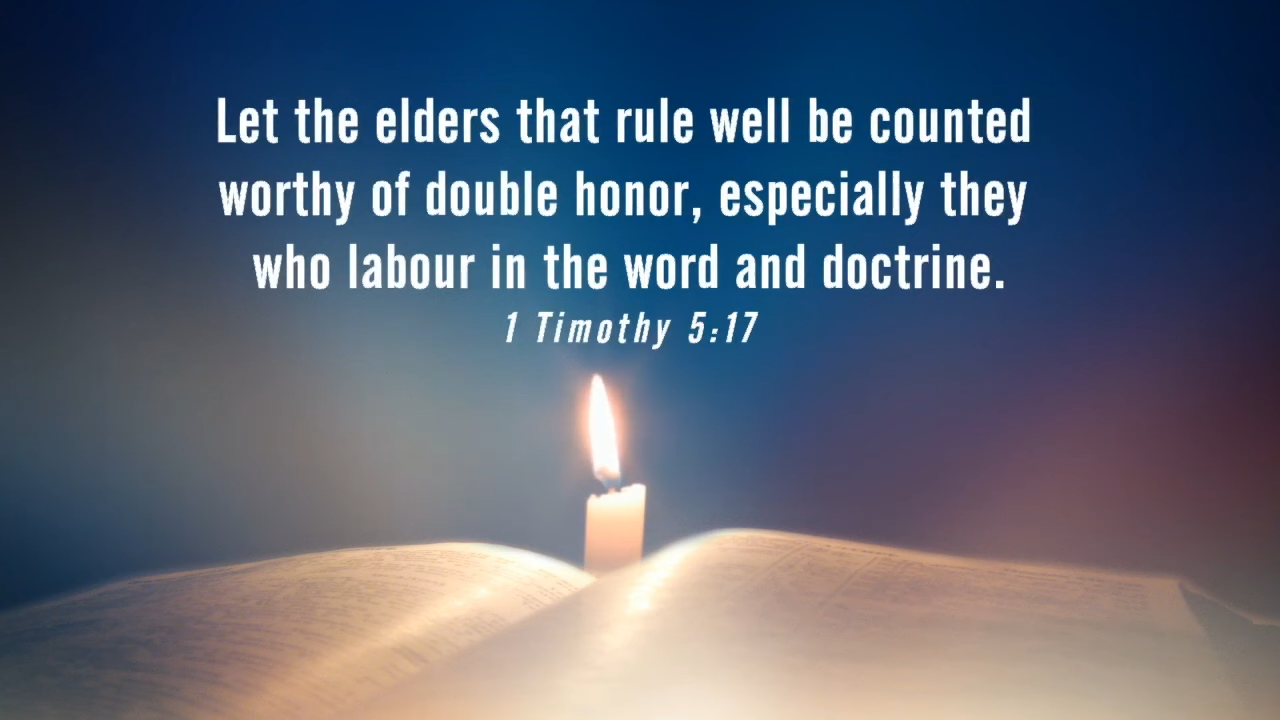 Let the elders that rule well be counted
worthy of double honor, especially they
who labour in the word and doctrine.
1 Timothy 5:17